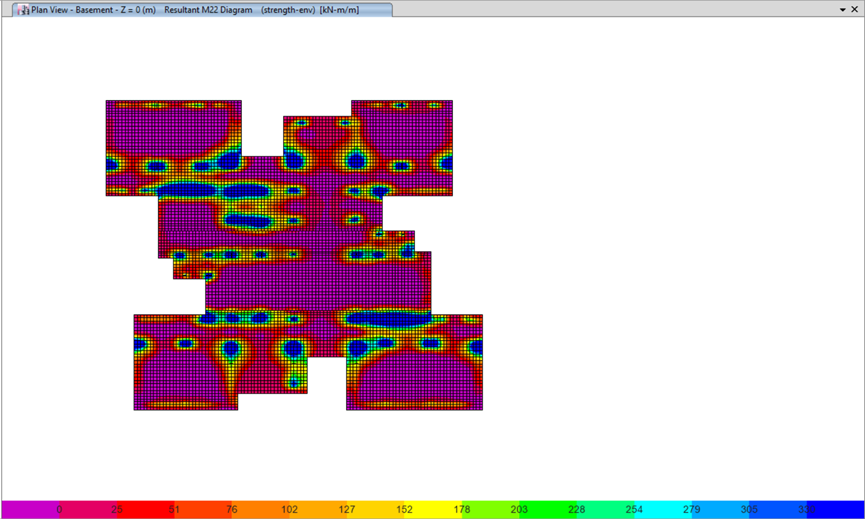 Plan View - Basement - Z = 0 (m)    Resultant M22 Diagram    (strength-env)  [kN-m/m]
0 25 51 76 102 127 152 178 203 228 254 279 305